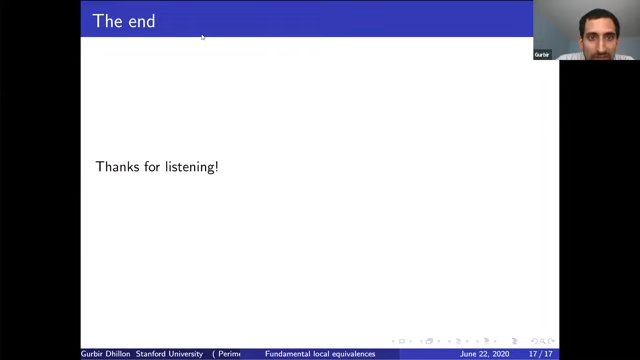 The end
Gurbir
Thanks for listening!
Gurbir Dhillon Stanford University ( Perime
Fundamental local equivalences
June 22, 2020
17 / 17